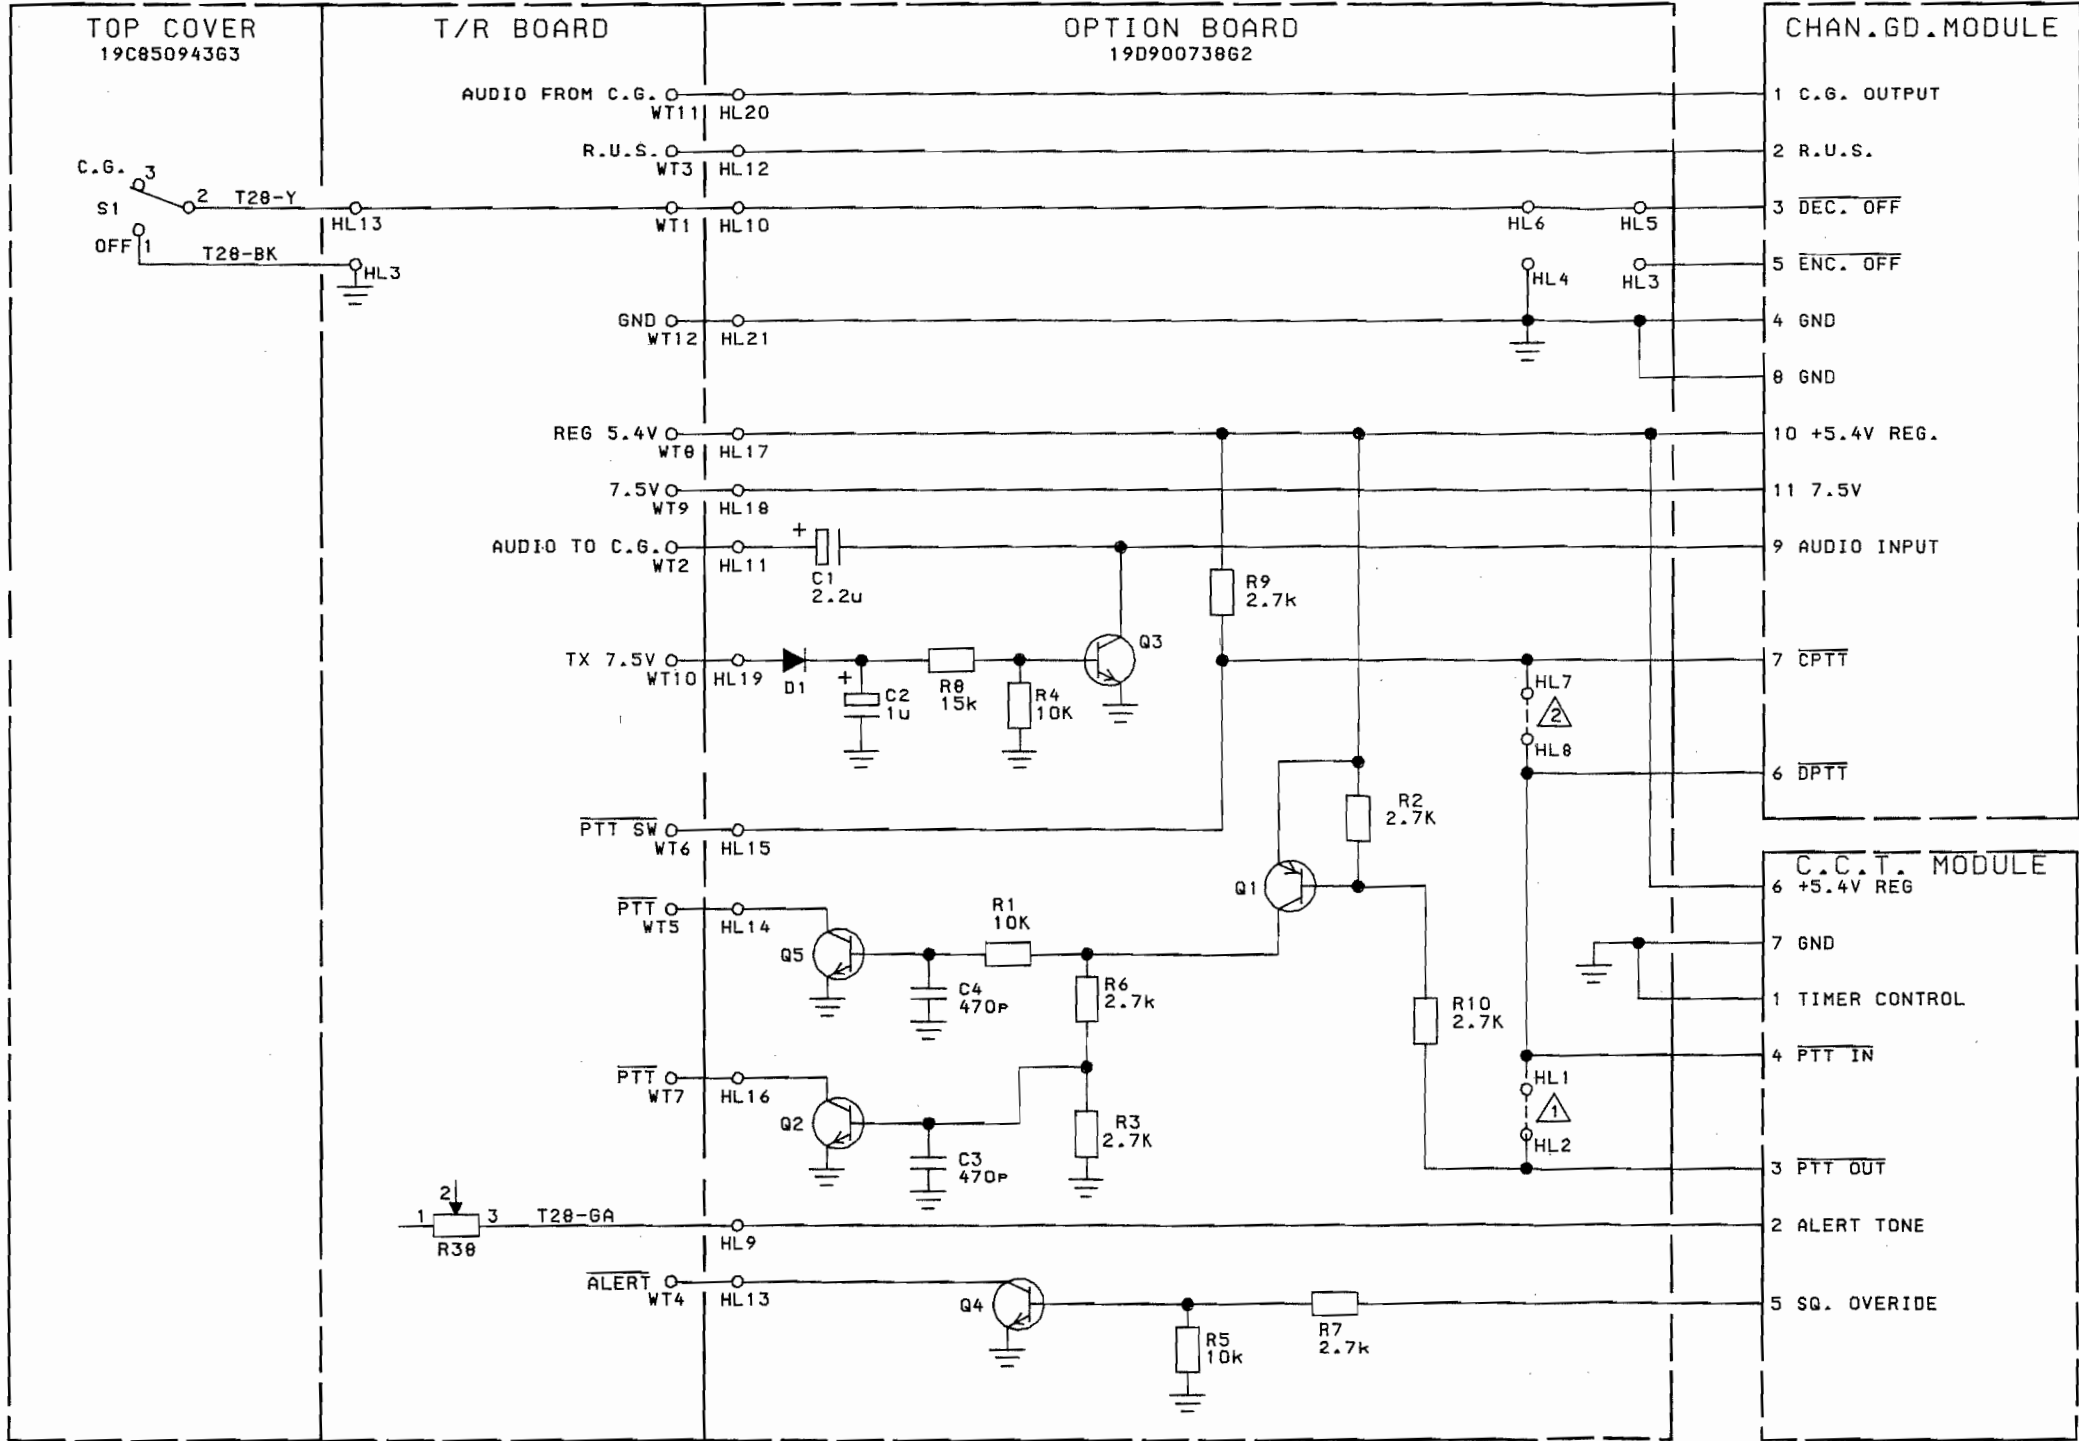 TOP COVER
19C850943G3
T/R BOARD
OPTION BOARD
19D900738G2
CHAN.GD.MODULE
AUDIO FROM C.G.
WT11
HL20
1 C.G. OUTPUT
R.U.S.
WT3
HL12
2 R.U.S.
C.G.
3
S1
2
T28-Y
HL13
WT1
HL10
HL6
HL5
3 DEC. OFF
OFF
1
T28-BK
HL3
HL4
HL3
5 ENC. OFF
GND
WT12
HL21
4 GND
8 GND
REG 5.4V
WT8
HL17
10 +5.4V REG.
7.5V
WT9
HL18
11 7.5V
AUDIO TO C.G.
WT2
HL11
+
C1
2.2u
9 AUDIO INPUT
R9
2.7k
TX 7.5V
WT10
HL19
D1
+
C2
1u
R8
15k
R4
10K
Q3
7 CPTT
HL7
2
HL8
6 DPTT
R2
2.7K
PTT SW
WT6
HL15
C.C.T. MODULE
Q1
6 +5.4V REG
PTT
WT5
HL14
Q5
R1
10K
7 GND
C4
470p
R6
2.7k
R10
2.7K
1 TIMER CONTROL
4 PTT IN
PTT
WT7
HL16
Q2
HL1
1
HL2
R3
2.7K
C3
470p
3 PTT OUT
2
1
3
R38
T28-GA
HL9
2 ALERT TONE
ALERT
WT4
HL13
Q4
5 SQ. OVERIDE
R5
10k
R7
2.7k